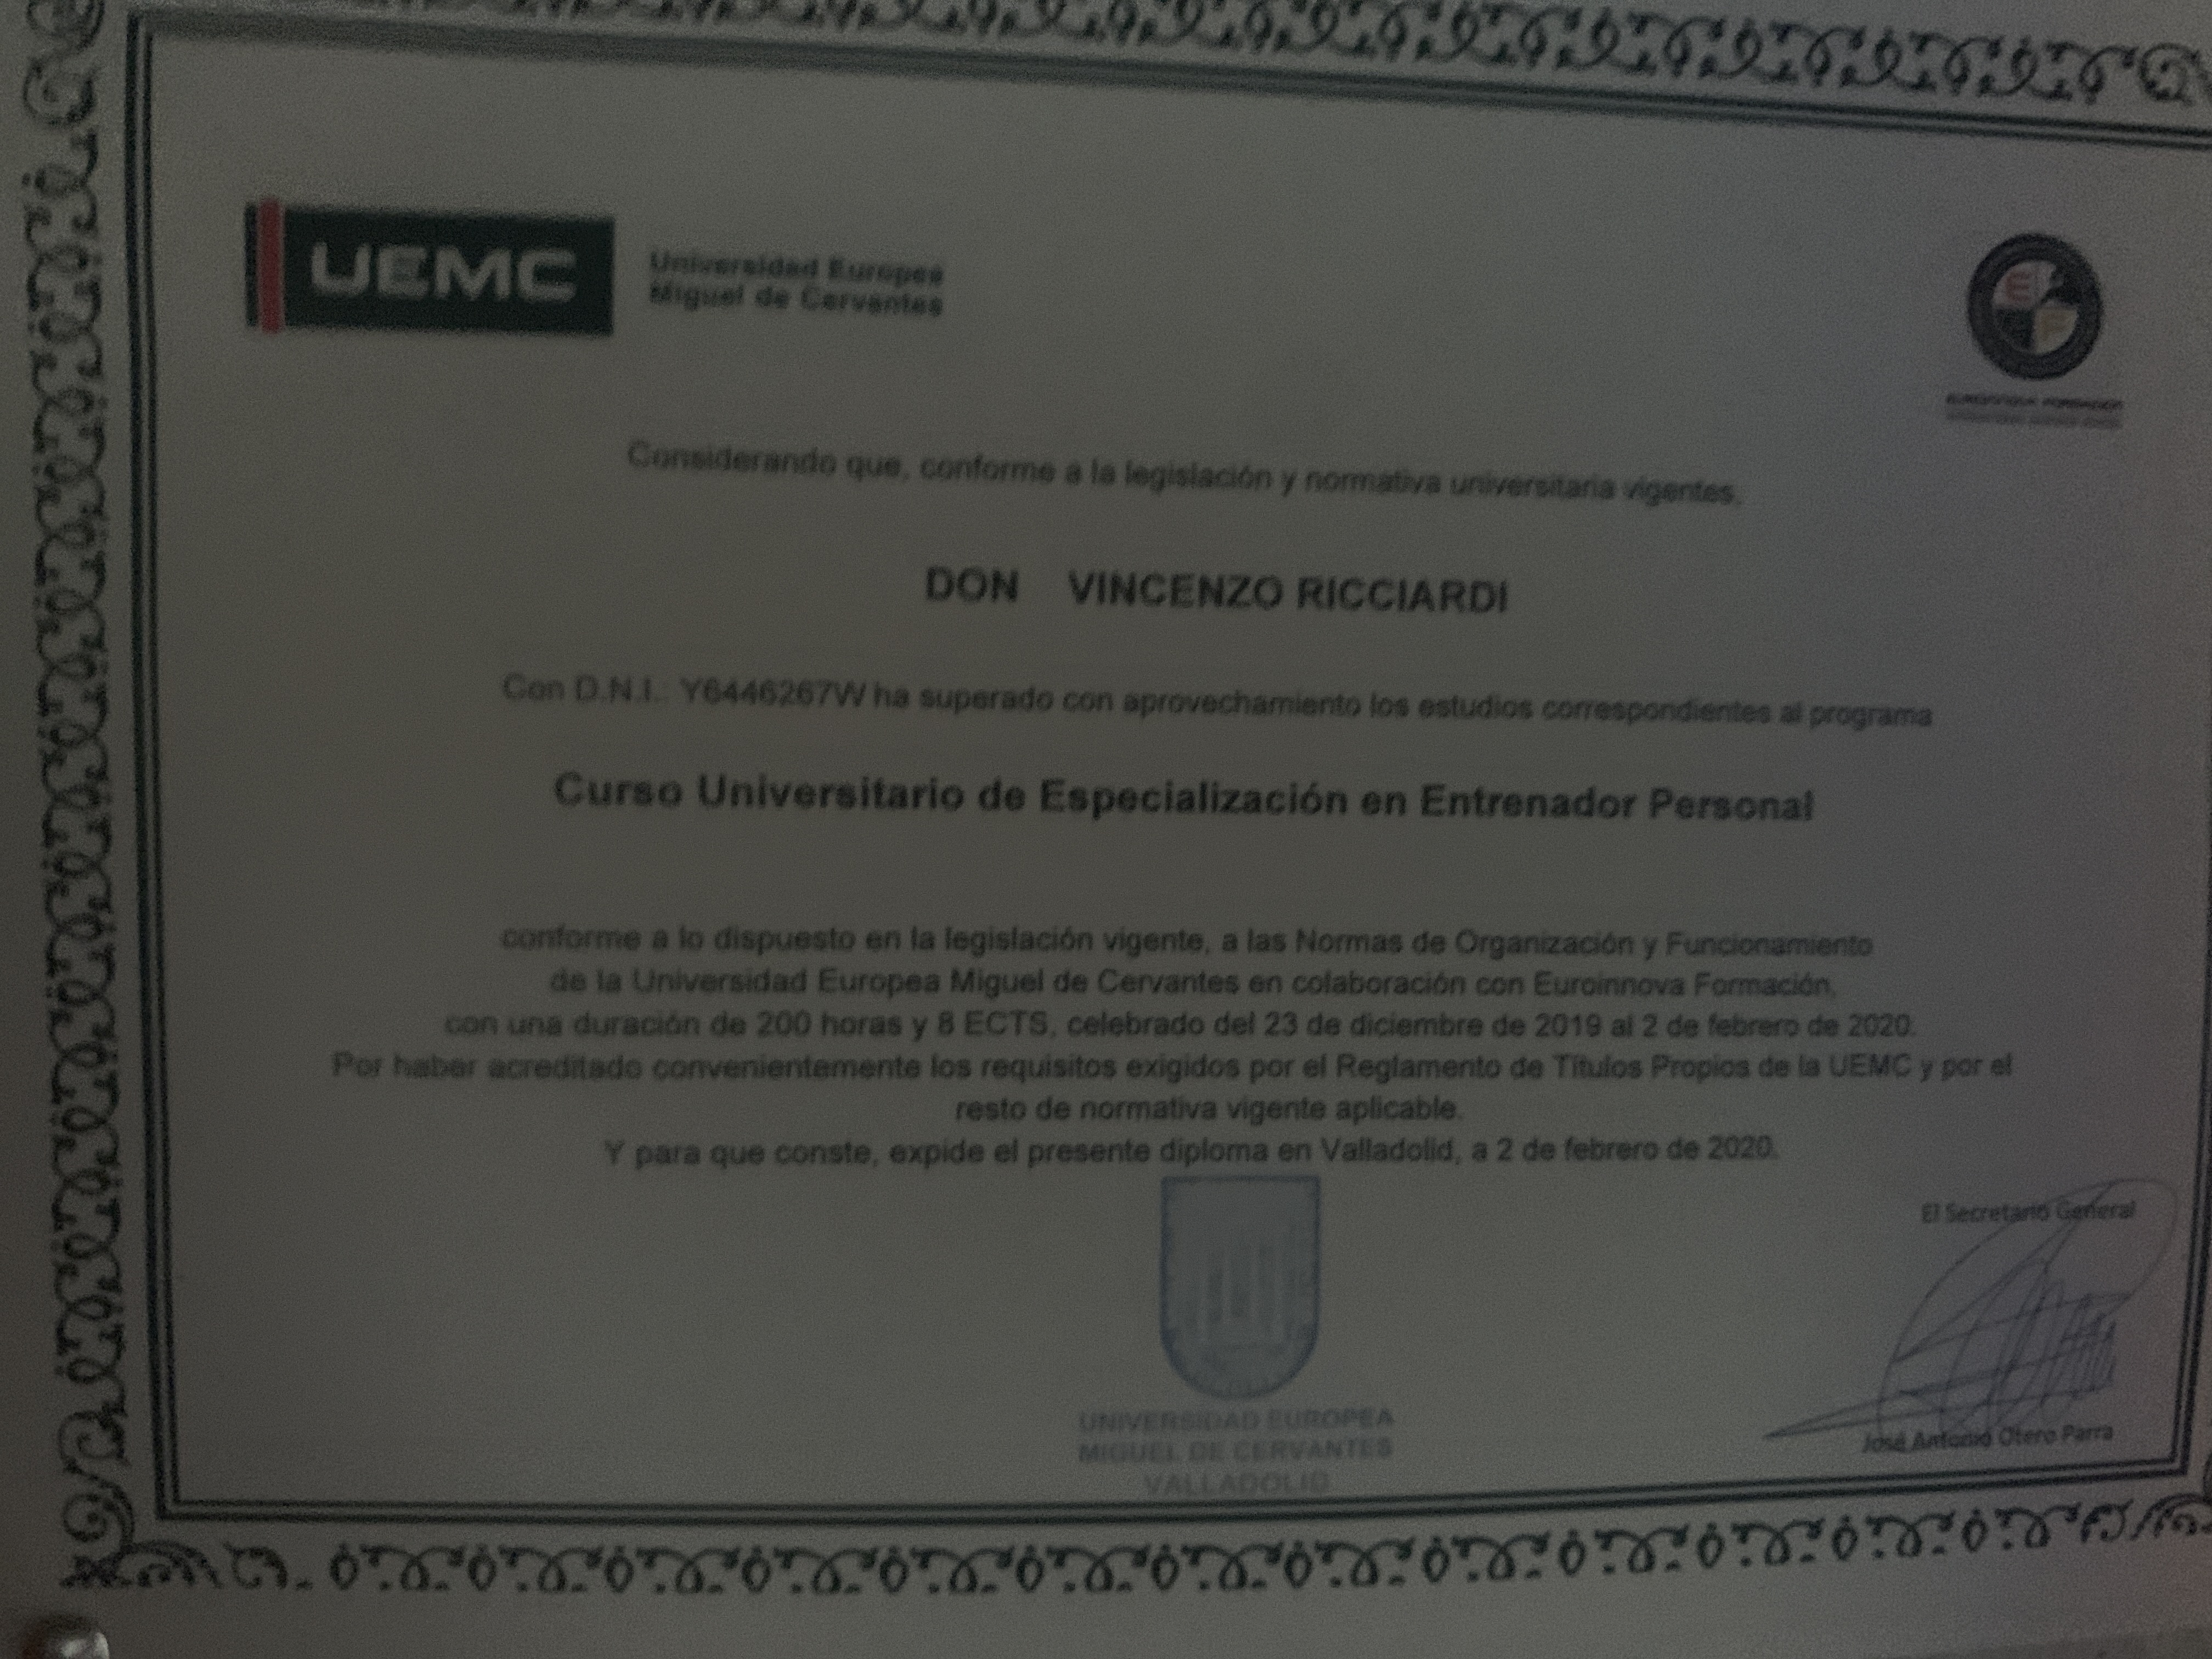 UEMC
Universidad Europea
Miguel de Cervantes
Considerando que, conforme a la legislación y normativa universitaria vigentes,
DON VINCENZO RICCIARDI
Con D.N.I.: Y6446267W ha superado con aprovechamiento los estudios correspondientes al programa
Curso Universitario de Especialización en Entrenador Personal
conforme a lo dispuesto en la legislación vigente, a las Normas de Organización y Funcionamiento
de la Universidad Europea Miguel de Cervantes en colaboración con Euroinnova Formación,
con una duración de 200 horas y 8 ECTS, celebrado del 23 de diciembre de 2019 al 2 de febrero de 2020.
Por haber acreditado convenientemente los requisitos exigidos por el Reglamento de Títulos Propios de la UEMC y por el
resto de normativa vigente aplicable.
Y para que conste, expide el presente diploma en Valladolid, a 2 de febrero de 2020.
El Secretario General
José Antonio Otero Parra
UNIVERSIDAD EUROPEA
MIGUEL DE CERVANTES
VALLADOLID